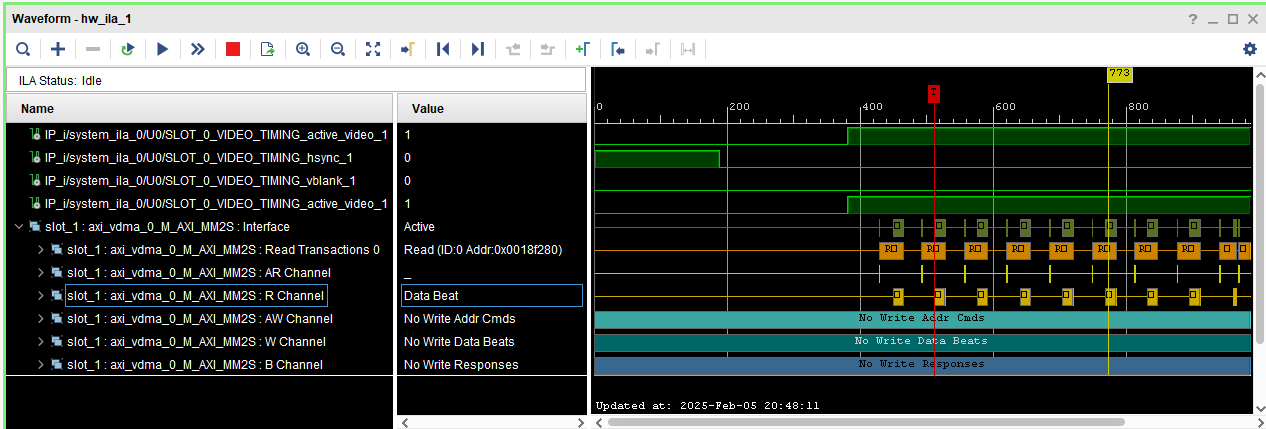 Waveform - hw_ila_1
ILA Status: Idle
Name Value
773
T
0 200 400 600 800
IP_i/system_ila_0/U0/SLOT_0_VIDEO_TIMING_active_video_1 1
IP_i/system_ila_0/U0/SLOT_0_VIDEO_TIMING_hsync_1 0
IP_i/system_ila_0/U0/SLOT_0_VIDEO_TIMING_vblank_1 0
IP_i/system_ila_0/U0/SLOT_0_VIDEO_TIMING_active_video_1 1
slot_1 : axi_vdma_0_M_AXI_MM2S : Interface Active
slot_1 : axi_vdma_0_M_AXI_MM2S : Read Transactions 0 Read (ID:0 Addr:0x0018f280) R R R R R R R R
slot_1 : axi_vdma_0_M_AXI_MM2S : AR Channel _
slot_1 : axi_vdma_0_M_AXI_MM2S : R Channel Data Beat
slot_1 : axi_vdma_0_M_AXI_MM2S : AW Channel No Write Addr Cmds No Write Addr Cmds
slot_1 : axi_vdma_0_M_AXI_MM2S : W Channel No Write Data Beats No Write Data Beats
slot_1 : axi_vdma_0_M_AXI_MM2S : B Channel No Write Responses No Write Responses
Updated at: 2025-Feb-05 20:48:11